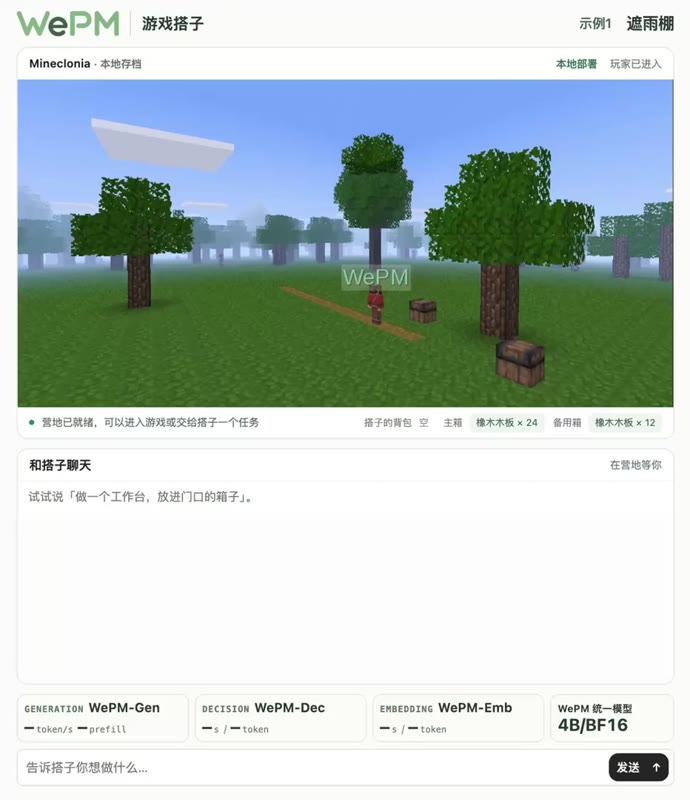 WePM 游戏搭子 示例1 遮雨棚
Mineclonia · 本地存档 本地部署 玩家已进入
WePM
营地已就绪，可以进入游戏或交给搭子一个任务 搭子的背包 空 主箱 橡木木板 × 24 备用箱 橡木木板 × 12
和搭子聊天 在营地等你
试试说「做一个工作台，放进门口的箱子」。
GENERATION WePM-Gen
— token/s — prefill
DECISION WePM-Dec
— s / — token
EMBEDDING WePM-Emb
— s / — token
WePM 统一模型
4B/BF16
告诉搭子你想做什么... 发送 ↑